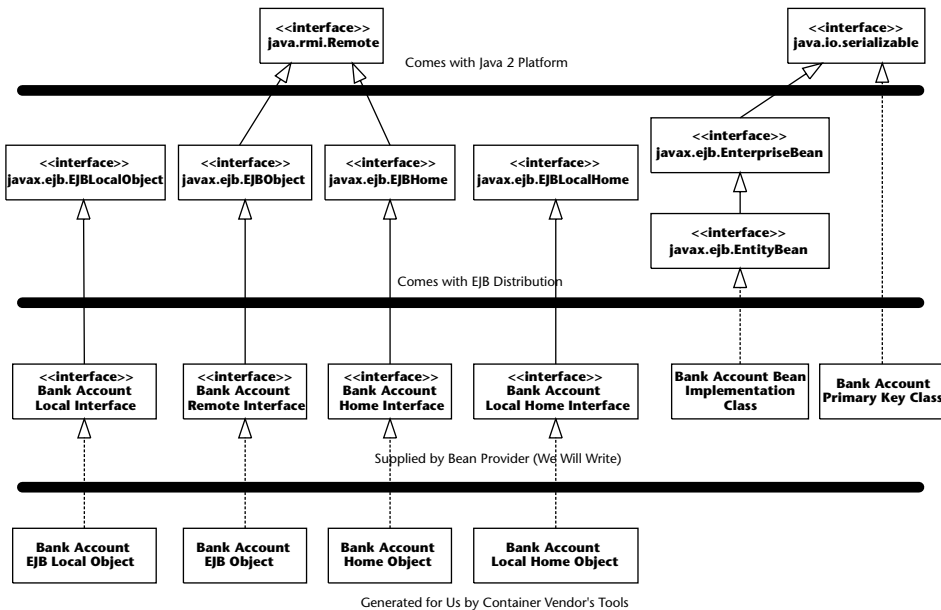 <<interface>>
java.rmi.Remote
<<interface>>
java.io.serializable
Comes with Java 2 Platform
<<interface>>
javax.ejb.EnterpriseBean
<<interface>>
javax.ejb.EJBLocalObject
<<interface>>
javax.ejb.EJBObject
<<interface>>
javax.ejb.EJBHome
<<interface>>
javax.ejb.EJBLocalHome
<<interface>>
javax.ejb.EntityBean
Comes with EJB Distribution
<<interface>>
Bank Account
Local Interface
<<interface>>
Bank Account
Remote Interface
<<interface>>
Bank Account
Home Interface
<<interface>>
Bank Account
Local Home Interface
Bank Account Bean
Implementation
Class
Bank Account
Primary Key Class
Supplied by Bean Provider (We Will Write)
Bank Account
EJB Local Object
Bank Account
EJB Object
Bank Account
Home Object
Bank Account
Local Home Object
Generated for Us by Container Vendor's Tools